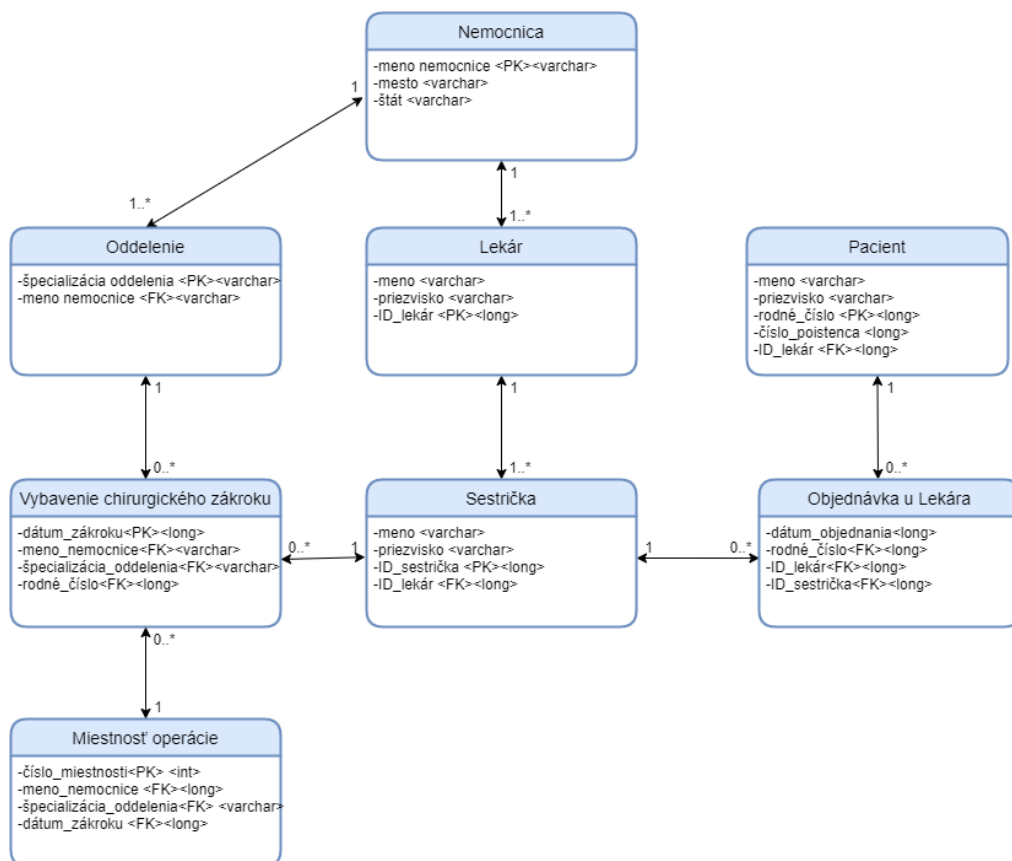 Nemocnica
-meno nemocnice <PK><varchar>
-mesto <varchar>
-štát <varchar>
1
1
1..*
1..*
Oddelenie
-špecializácia oddelenia <PK><varchar>
-meno nemocnice <FK><varchar>
Lekár
-meno <varchar>
-priezvisko <varchar>
-ID_lekár <PK><long>
Pacient
-meno <varchar>
-priezvisko <varchar>
-rodné_číslo <PK><long>
-číslo_poistenca <long>
-ID_lekár <FK><long>
1
1
1
0..*
1..*
0..*
Vybavenie chirurgického zákroku
-dátum_zákroku<PK><long>
-meno_nemocnice<FK><varchar>
-špecializácia_oddelenia<FK><varchar>
-rodné_číslo<FK><long>
0..*
1
Sestrička
-meno <varchar>
-priezvisko <varchar>
-ID_sestrička <PK><long>
-ID_lekár <FK><long>
1
0..*
Objednávka u Lekára
-dátum_objednania<long>
-rodné_číslo<FK><long>
-ID_lekár<FK><long>
-ID_sestrička<FK><long>
0..*
1
Miestnosť operácie
-číslo_miestnosti<PK> <int>
-meno_nemocnice <FK><long>
-špecializácia_oddelenia<FK> <varchar>
-dátum_zákroku <FK><long>